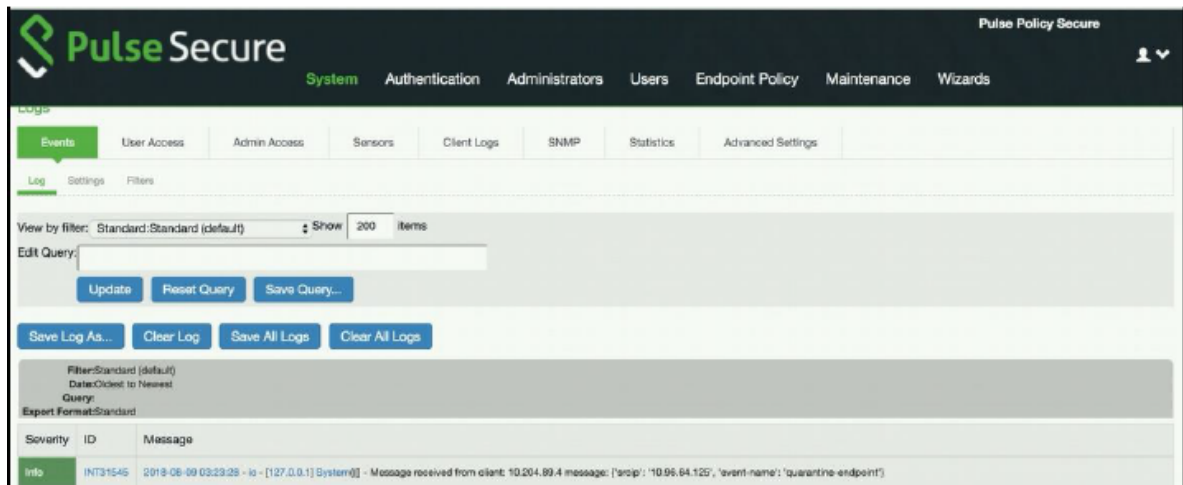 Pulse Policy Secure
Pulse Secure
System Authentication Administrators Users Endpoint Policy Maintenance Wizards
Logs
Events User Access Admin Access Sensors Client Logs SNMP Statistics Advanced Settings
Log Settings Filters
View by filter: Standard:Standard (default) Show 200 items
Edit Query:
Update Reset Query Save Query...
Save Log As... Clear Log Save All Logs Clear All Logs
Filter:Standard (default)
Date:Oldest to Newest
Query:
Export Format:Standard
Severity ID Message
Info INT31545 2018-08-09 03:23:28 - ic - [127.0.0.1] System()[] - Message received from client: 10.204.89.4 message: {'srcip': '10.96.64.125', 'event-name': 'quarantine-endpoint'}